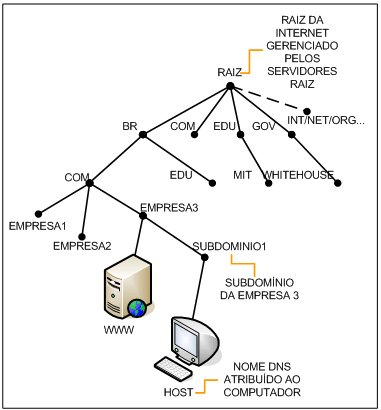 RAIZ DA
INTERNET
GERENCIADO
PELOS
SERVIDORES
RAIZ
RAIZ
INT/NET/ORG...
BR
COM
EDU
GOV
COM
EDU
MIT
WHITEHOUSE
EMPRESA1
EMPRESA2
EMPRESA3
SUBDOMINIO1
SUBDOMÍNIO
DA EMPRESA 3
WWW
HOST
NOME DNS
ATRIBUÍDO AO
COMPUTADOR